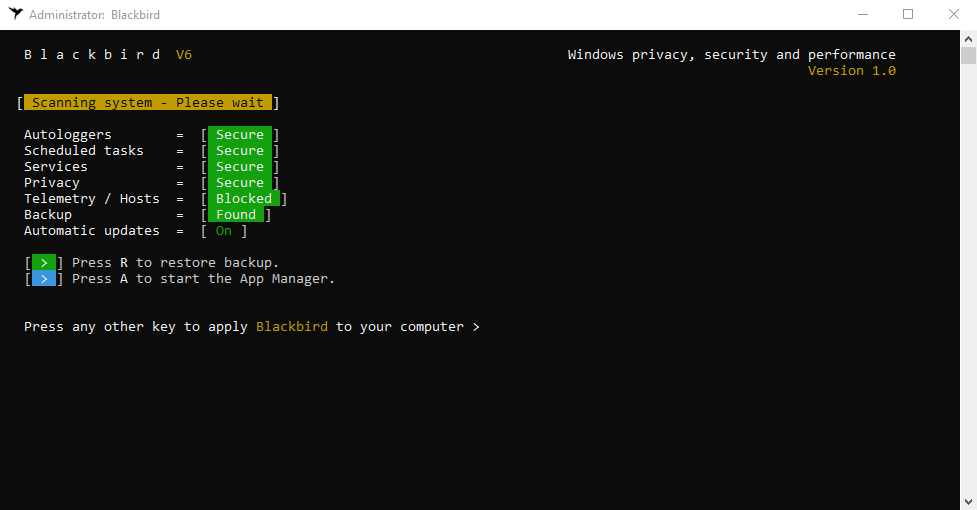 Administrator: Blackbird
B l a c k b i r d V6 Windows privacy, security and performance
Version 1.0
[ Scanning system - Please wait ]
Autologgers = [ Secure ]
Scheduled tasks = [ Secure ]
Services = [ Secure ]
Privacy = [ Secure ]
Telemetry / Hosts = [ Blocked ]
Backup = [ Found ]
Automatic updates = [ On ]
[ > ] Press R to restore backup.
[ > ] Press A to start the App Manager.
Press any other key to apply Blackbird to your computer >